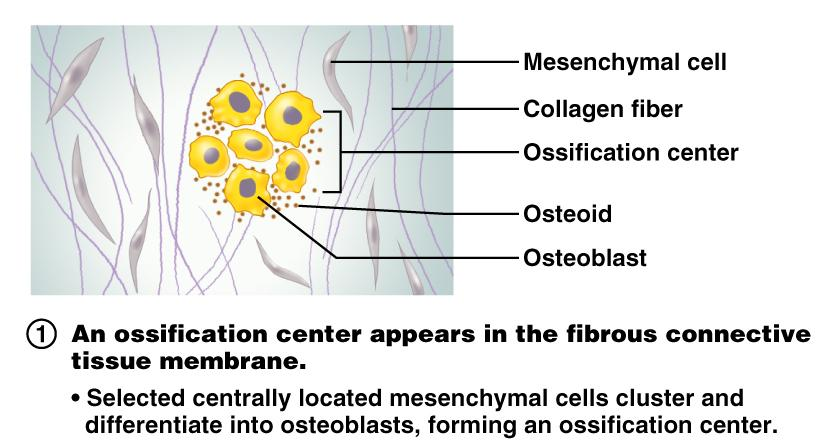 Mesenchymal cell
Collagen fiber
Ossification center
Osteoid
Osteoblast
① An ossification center appears in the fibrous connective
tissue membrane.
• Selected centrally located mesenchymal cells cluster and
differentiate into osteoblasts, forming an ossification center.